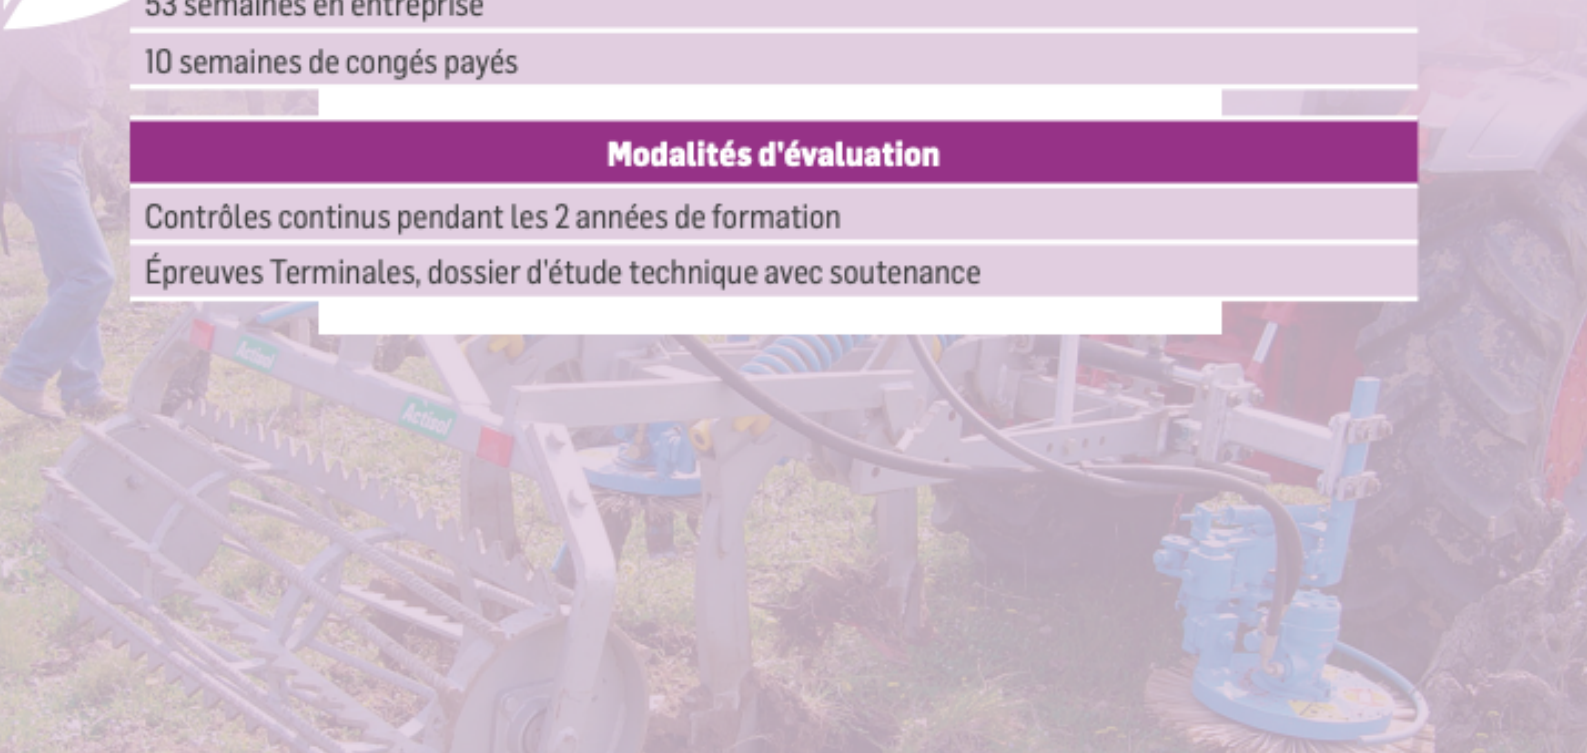 53 semaines en entreprise
10 semaines de congés payés
Modalités d'évaluation
Contrôles continus pendant les 2 années de formation
Épreuves Terminales, dossier d'étude technique avec soutenance
Actisol
Actisol